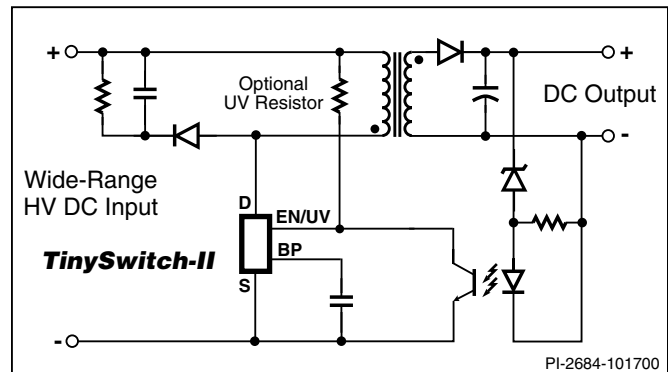 +
+
Optional
UV Resistor
DC Output
-
Wide-Range
HV DC Input
D
EN/UV
BP
TinySwitch-II
S
-
PI-2684-101700